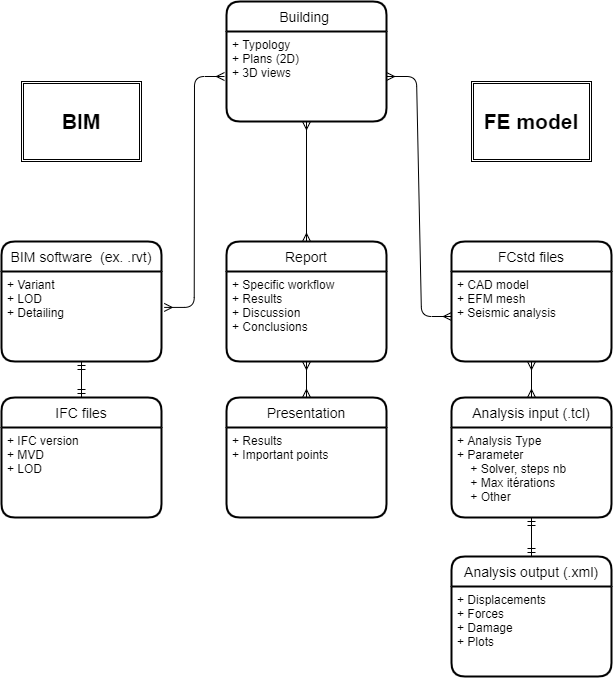 Building
+ Typology
+ Plans (2D)
+ 3D views
BIM
FE model
BIM software  (ex. .rvt)
+ Variant
+ LOD
+ Detailing
Report
+ Specific workflow
+ Results
+ Discussion
+ Conclusions
FCstd files
+ CAD model
+ EFM mesh
+ Seismic analysis
IFC files
+ IFC version
+ MVD
+ LOD
Presentation
+ Results
+ Important points
Analysis input (.tcl)
+ Analysis Type
+ Parameter
+ Solver, steps nb
+ Max itérations
+ Other
Analysis output (.xml)
+ Displacements
+ Forces
+ Damage
+ Plots